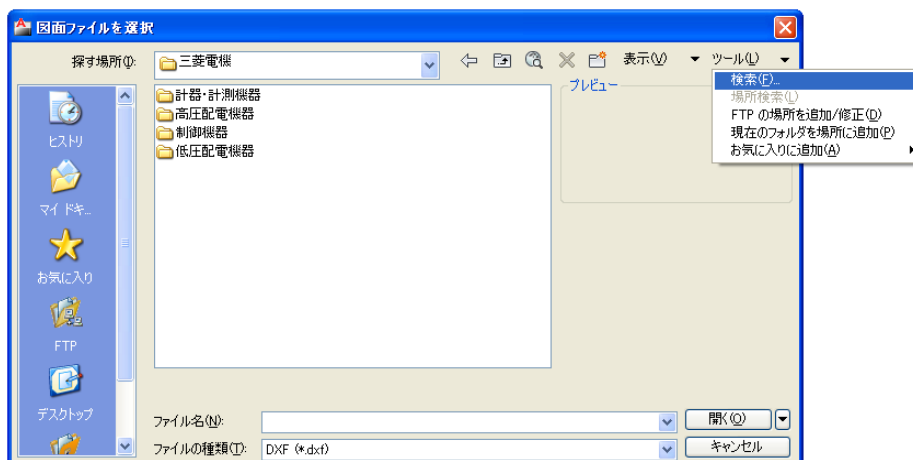 図面ファイルを選択
探す場所(I): 三菱電機 表示(V) ツール(L)
プレビュー
検索(F)...
場所検索(L)
FTP の場所を追加/修正(D)
現在のフォルダを場所に追加(P)
お気に入りに追加(A)
計器・計測機器
高圧配電機器
制御機器
低圧配電機器
ヒストリ
マイ ドキ...
お気に入り
FTP
デスクトップ
ファイル名(N): 開く(O)
ファイルの種類(T): DXF (*.dxf) キャンセル